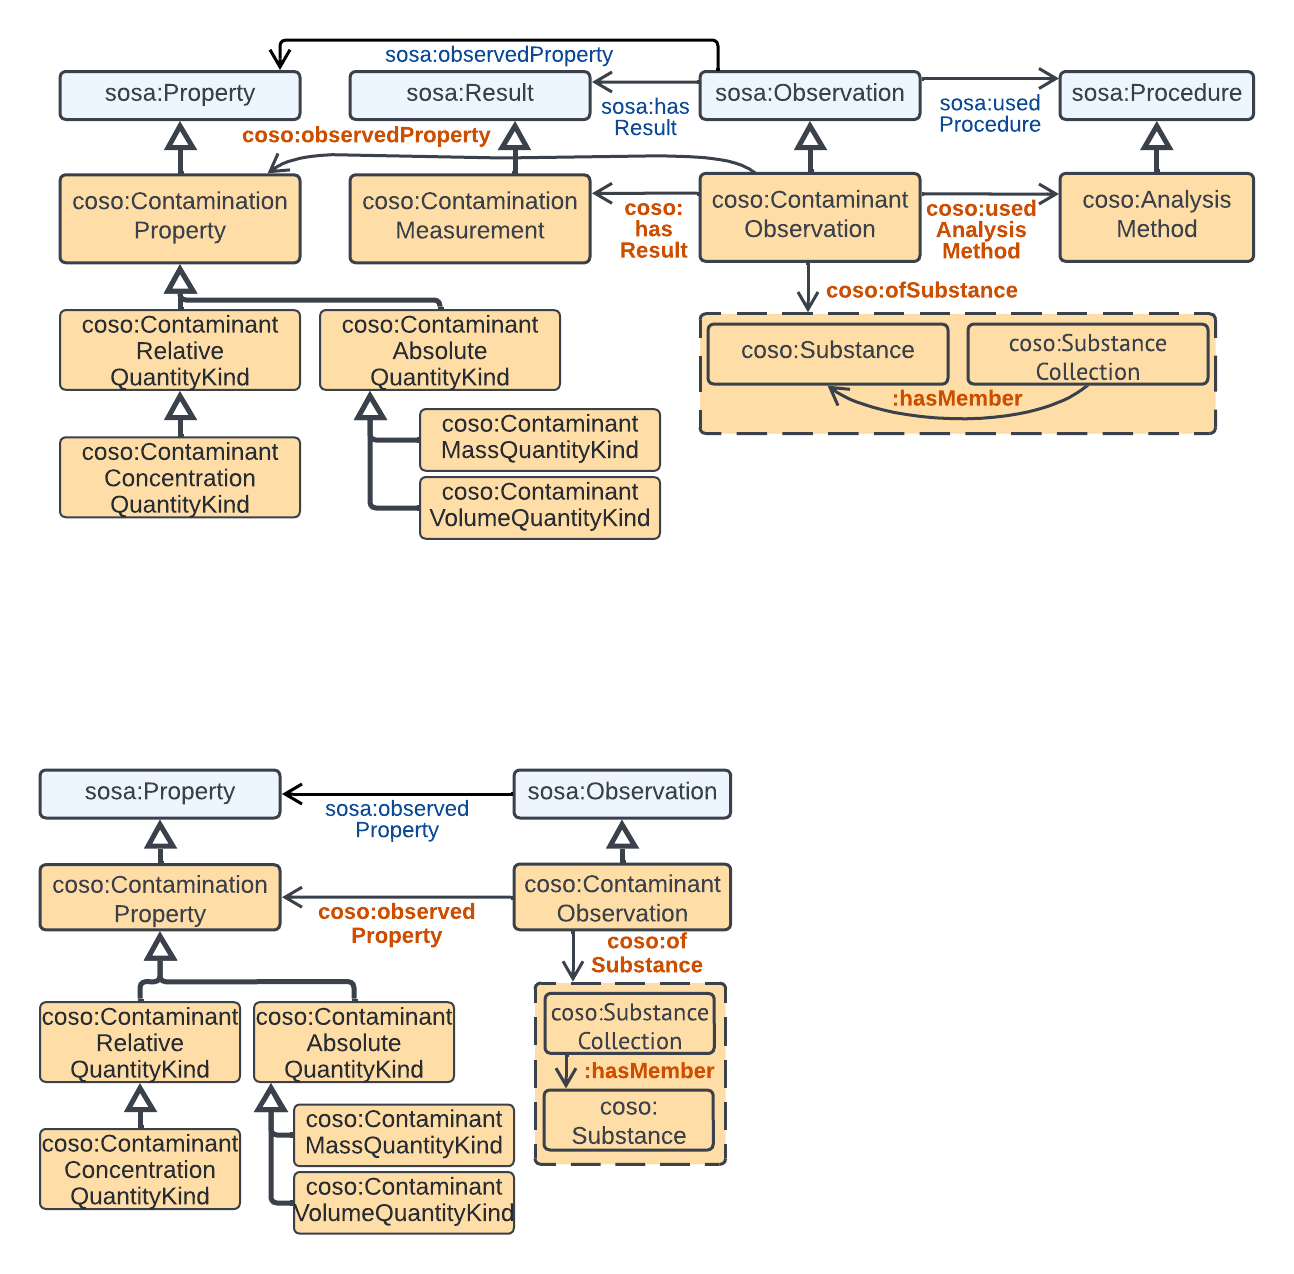 sosa:observedProperty
sosa:Property
sosa:Result
sosa:Observation
sosa:Procedure
sosa:has
Result
sosa:used
Procedure
coso:observedProperty
coso:Contamination
Property
coso:Contamination
Measurement
coso:Contaminant
Observation
coso:Analysis
Method
coso:
has
Result
coso:used
Analysis
Method
coso:ofSubstance
coso:Contaminant
Relative
QuantityKind
coso:Contaminant
Absolute
QuantityKind
coso:Substance
coso:Substance
Collection
:hasMember
coso:Contaminant
MassQuantityKind
coso:Contaminant
Concentration
QuantityKind
coso:Contaminant
VolumeQuantityKind
sosa:Property
sosa:Observation
sosa:observed
Property
coso:Contamination
Property
coso:Contaminant
Observation
coso:observed
Property
coso:of
Substance
coso:Contaminant
Relative
QuantityKind
coso:Contaminant
Absolute
QuantityKind
coso:Substance
Collection
:hasMember
coso:
Substance
coso:Contaminant
MassQuantityKind
coso:Contaminant
Concentration
QuantityKind
coso:Contaminant
VolumeQuantityKind